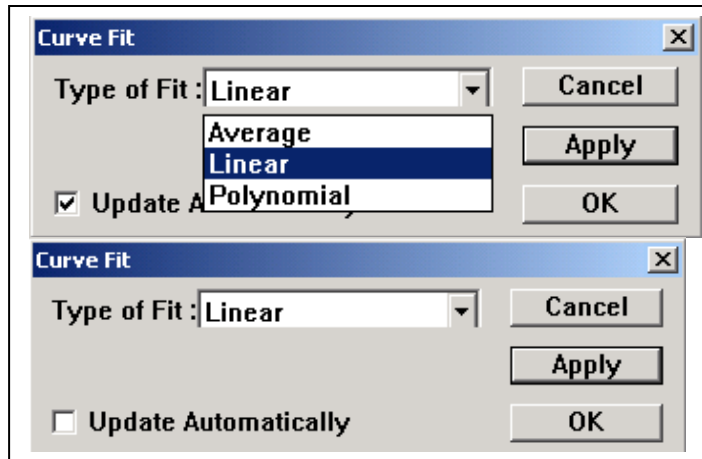 Curve Fit
Type of Fit : Linear Cancel
Average Apply
Linear
Polynomial
Update A OK
Curve Fit
Type of Fit : Linear Cancel
Apply
Update Automatically OK